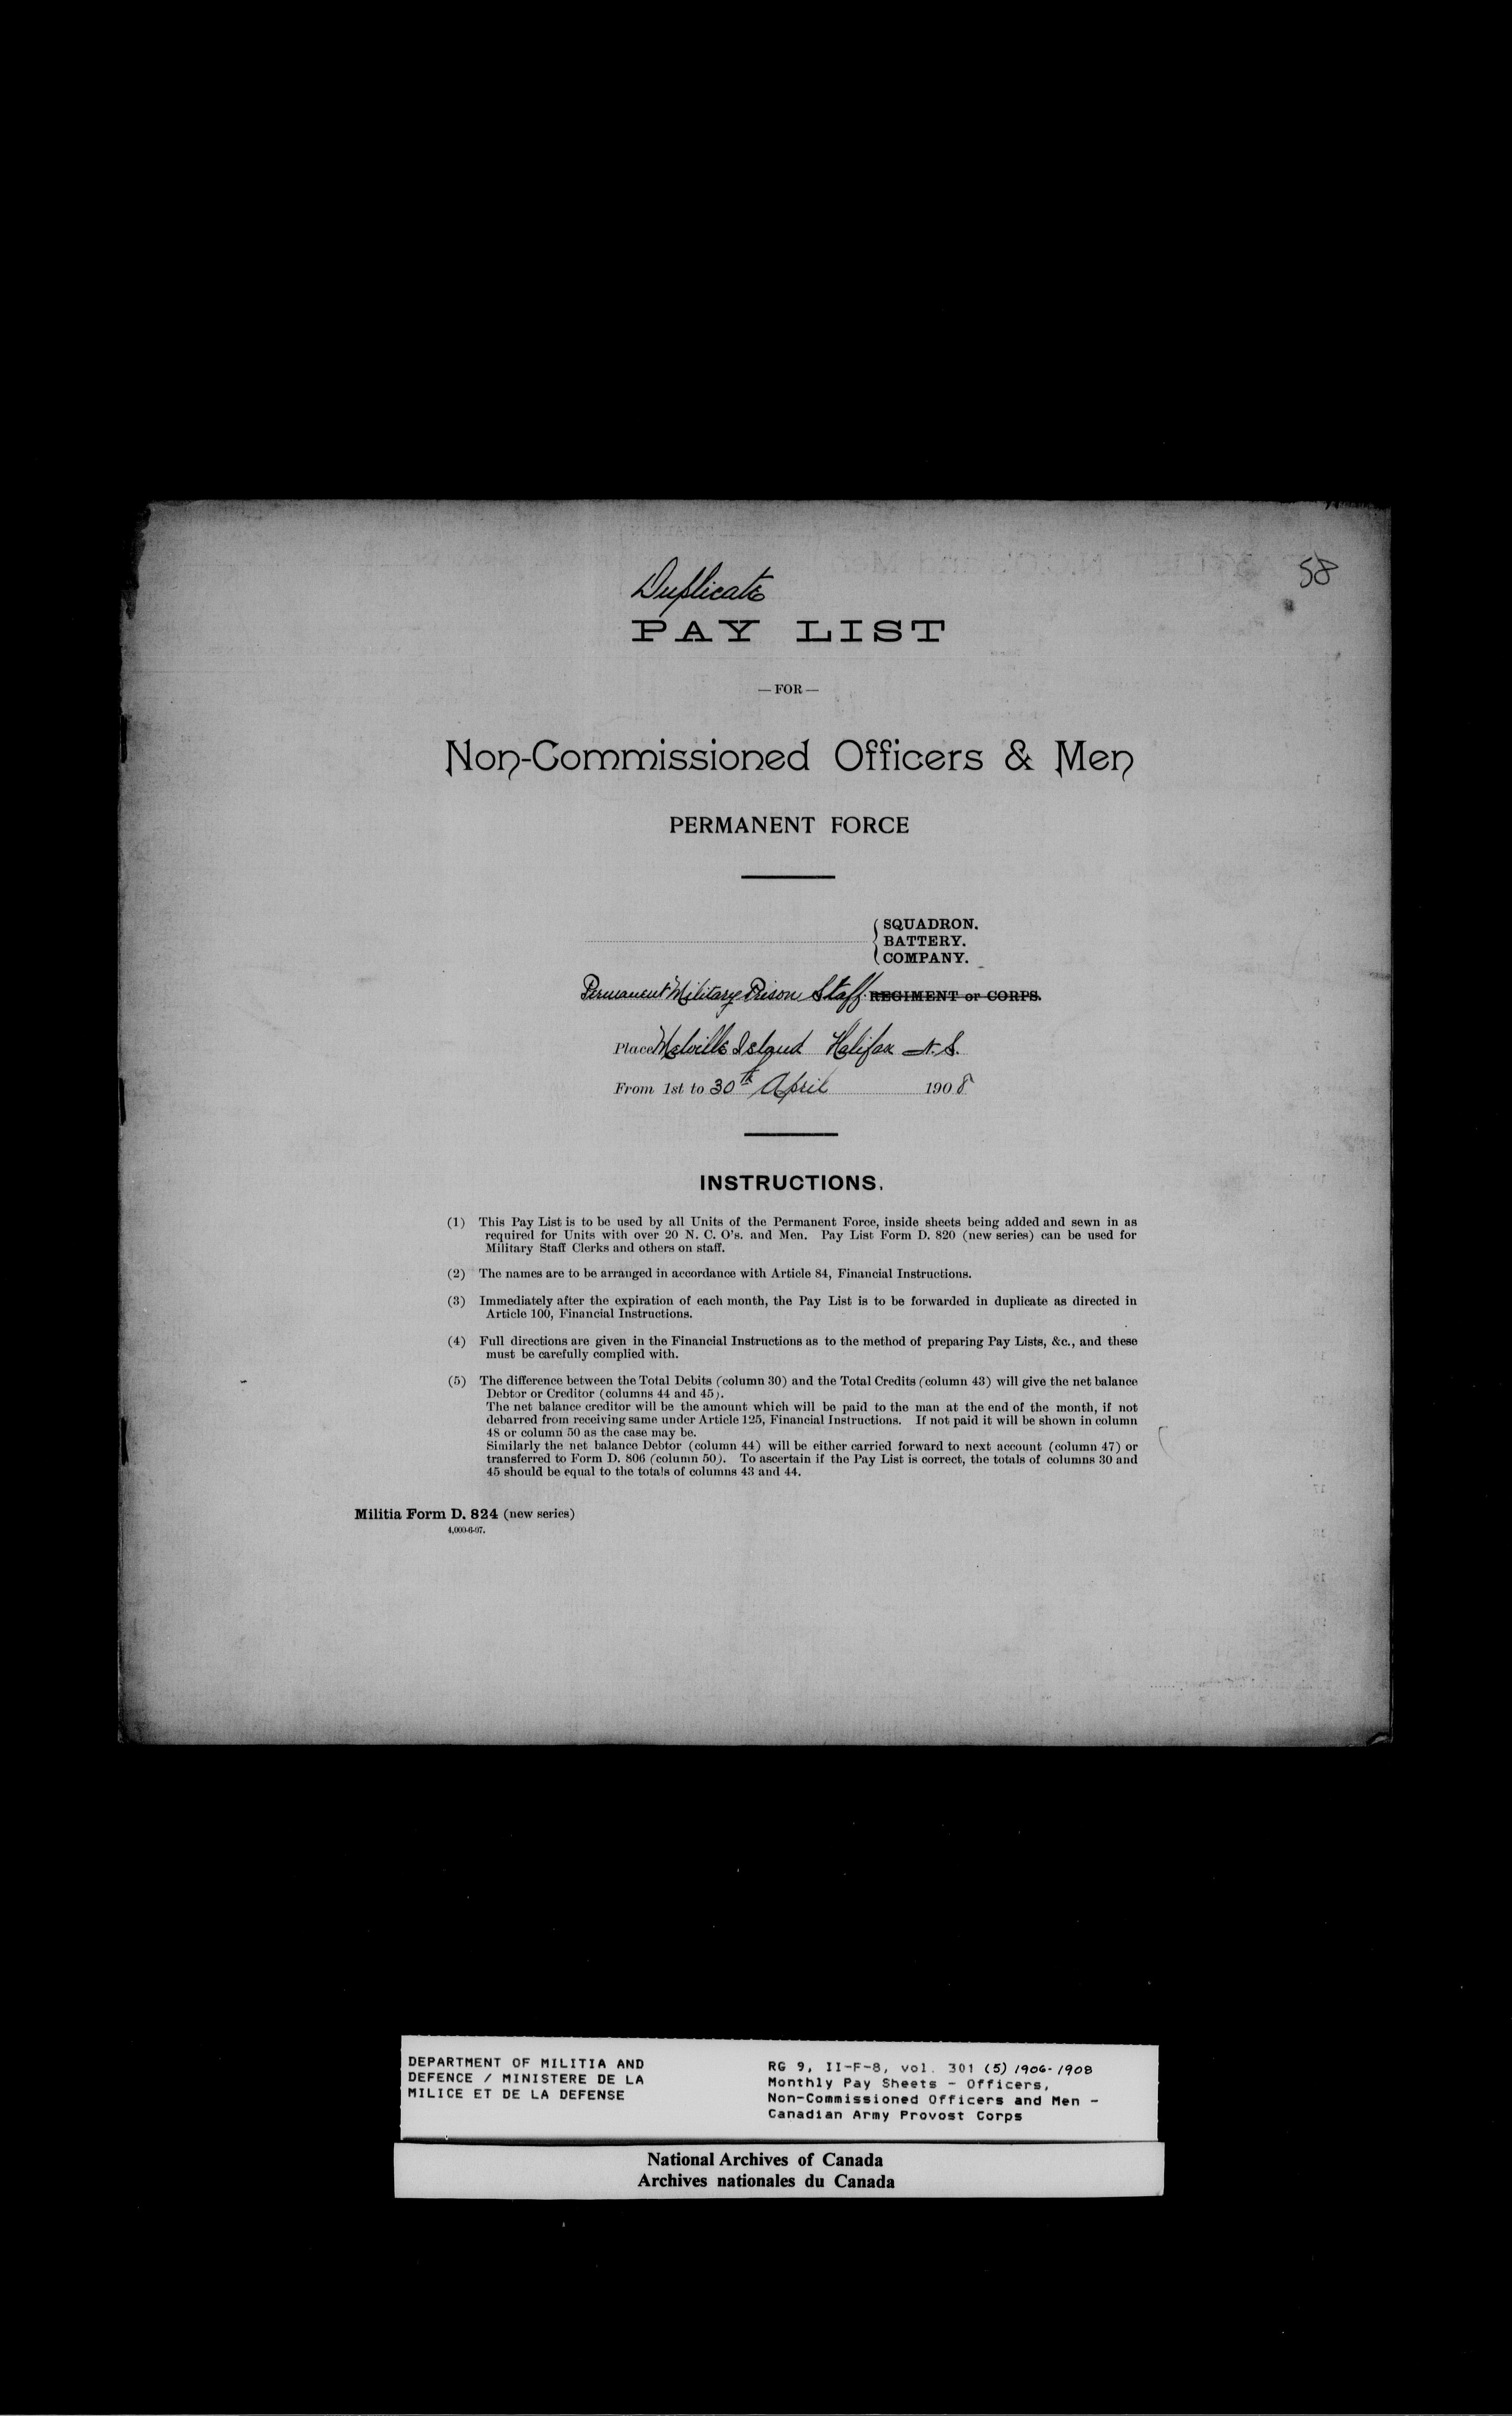 58
Duplicate
PAY LIST
— FOR —
Non-Commissioned Officers & Men
PERMANENT FORCE
SQUADRON.
BATTERY.
COMPANY.
Permanent Military Prison Staff REGIMENT or CORPS.
Place Melville Island Halifax N.S.
From 1st to 30th April 1908
INSTRUCTIONS.
(1) This Pay List is to be used by all Units of the Permanent Force, inside sheets being added and sewn in as
required for Units with over 20 N. C. O's. and Men. Pay List Form D. 820 (new series) can be used for
Military Staff Clerks and others on staff.
(2) The names are to be arranged in accordance with Article 84, Financial Instructions.
(3) Immediately after the expiration of each month, the Pay List is to be forwarded in duplicate as directed in
Article 100, Financial Instructions.
(4) Full directions are given in the Financial Instructions as to the method of preparing Pay Lists, &c., and these
must be carefully complied with.
(5) The difference between the Total Debits (column 30) and the Total Credits (column 43) will give the net balance
Debtor or Creditor (columns 44 and 45).
The net balance creditor will be the amount which will be paid to the man at the end of the month, if not
debarred from receiving same under Article 125, Financial Instructions. If not paid it will be shown in column
48 or column 50 as the case may be.
Similarly the net balance Debtor (column 44) will be either carried forward to next account (column 47) or
transferred to Form D. 806 (column 50). To ascertain if the Pay List is correct, the totals of columns 30 and
45 should be equal to the totals of columns 43 and 44.
Militia Form D. 824 (new series)
4,000-6-07.
DEPARTMENT OF MILITIA AND
DEFENCE / MINISTERE DE LA
MILICE ET DE LA DEFENSE
RG 9, II-F-8, vol. 301 (5) 1906-1908
Monthly Pay Sheets - Officers,
Non-Commissioned Officers and Men -
Canadian Army Provost Corps
National Archives of Canada
Archives nationales du Canada